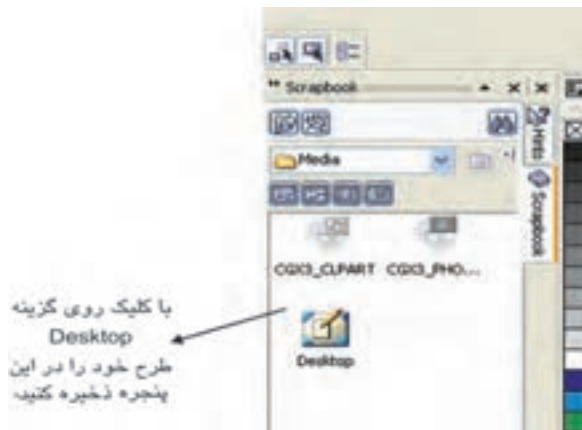 Scrapbook
Media
Hints
Scrapbook
CGX3_CLIPART CGX3_PHO...
Desktop
با کلیک روی گزینه
Desktop
طرح خود را در این
پنجره ذخیره کنید.